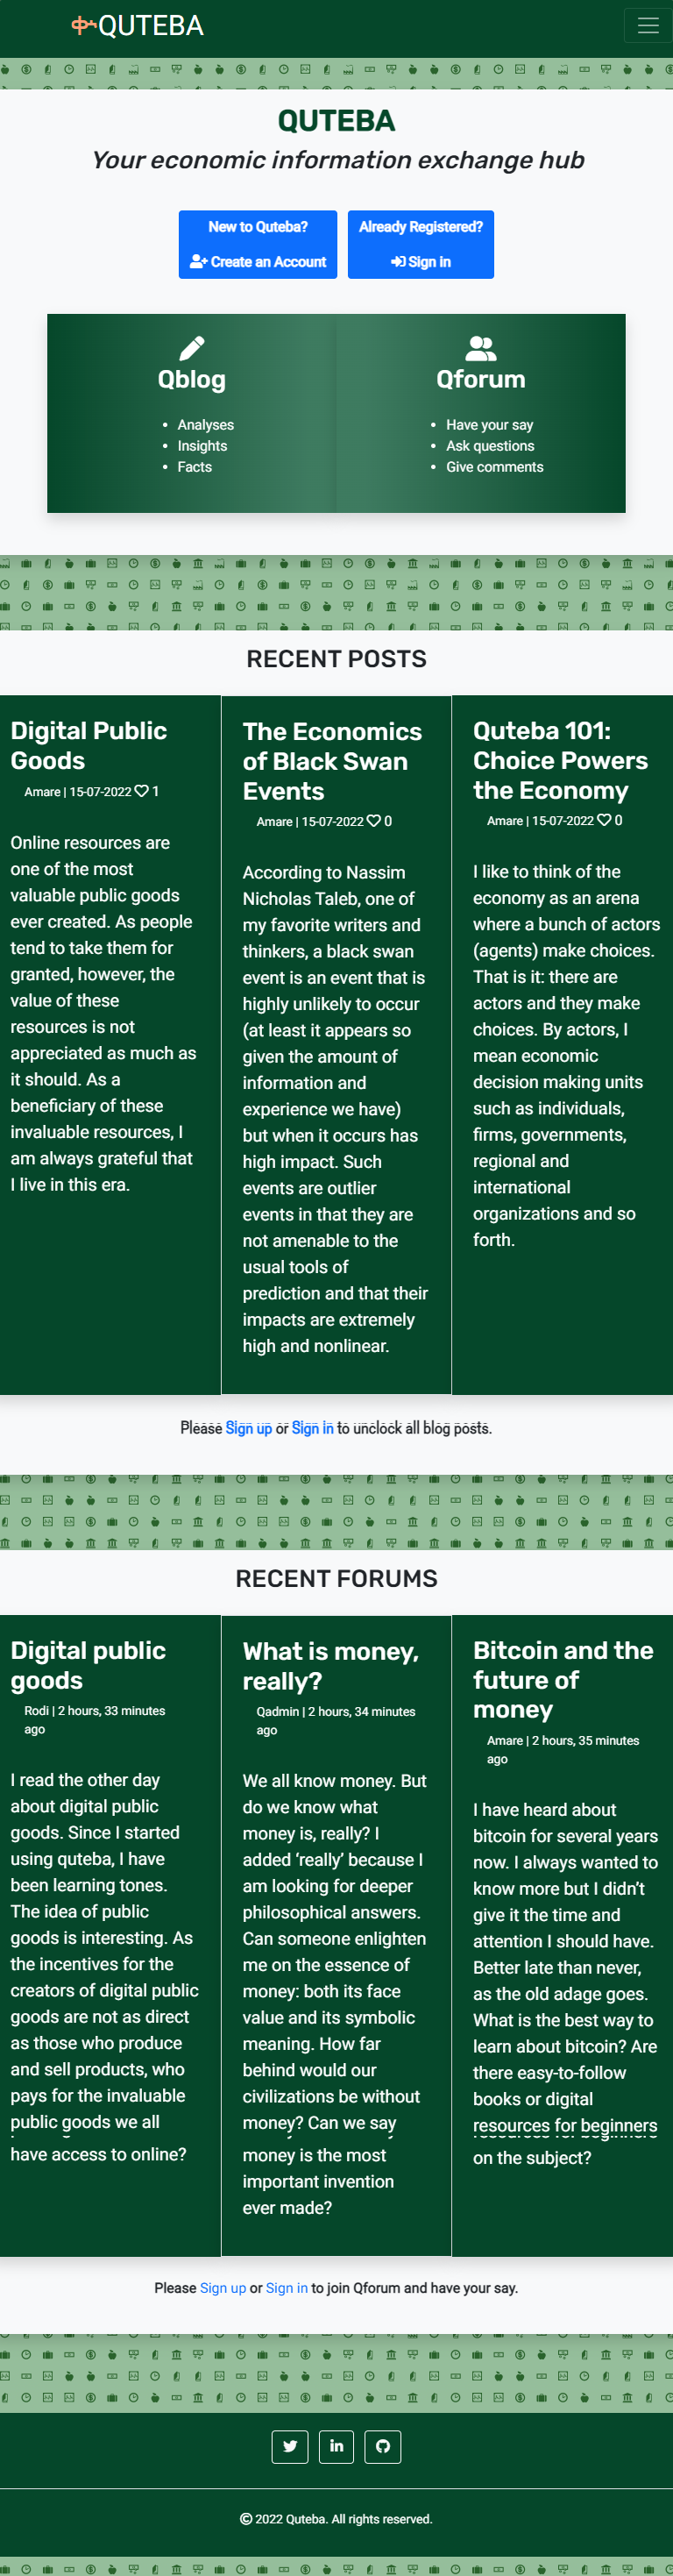 QUTEBA
QUTEBA
Your economic information exchange hub
New to Quteba?
Create an Account
Already Registered?
Sign in
Qblog
Analyses
Insights
Facts
Qforum
Have your say
Ask questions
Give comments
RECENT POSTS
Digital Public
Goods
Amare | 15-07-2022 1
Online resources are
one of the most
valuable public goods
ever created. As people
tend to take them for
granted, however, the
value of these
resources is not
appreciated as much as
it should. As a
beneficiary of these
invaluable resources, I
am always grateful that
I live in this era.
The Economics
of Black Swan
Events
Amare | 15-07-2022 0
According to Nassim
Nicholas Taleb, one of
my favorite writers and
thinkers, a black swan
event is an event that is
highly unlikely to occur
(at least it appears so
given the amount of
information and
experience we have)
but when it occurs has
high impact. Such
events are outlier
events in that they are
not amenable to the
usual tools of
prediction and that their
impacts are extremely
high and nonlinear.
Quteba 101:
Choice Powers
the Economy
Amare | 15-07-2022 0
I like to think of the
economy as an arena
where a bunch of actors
(agents) make choices.
That is it: there are
actors and they make
choices. By actors, I
mean economic
decision making units
such as individuals,
firms, governments,
regional and
international
organizations and so
forth.
Please Sign up or Sign in to unclock all blog posts.
RECENT FORUMS
Digital public
goods
Rodi | 2 hours, 33 minutes
ago
I read the other day
about digital public
goods. Since I started
using quteba, I have
been learning tones.
The idea of public
goods is interesting. As
the incentives for the
creators of digital public
goods are not as direct
as those who produce
and sell products, who
pays for the invaluable
public goods we all
have access to online?
What is money,
really?
Qadmin | 2 hours, 34 minutes
ago
We all know money. But
do we know what
money is, really? I
added ‘really’ because I
am looking for deeper
philosophical answers.
Can someone enlighten
me on the essence of
money: both its face
value and its symbolic
meaning. How far
behind would our
civilizations be without
money? Can we say
money is the most
important invention
ever made?
Bitcoin and the
future of
money
Amare | 2 hours, 35 minutes
ago
I have heard about
bitcoin for several years
now. I always wanted to
know more but I didn’t
give it the time and
attention I should have.
Better late than never,
as the old adage goes.
What is the best way to
learn about bitcoin? Are
there easy-to-follow
books or digital
resources for beginners
on the subject?
Please Sign up or Sign in to join Qforum and have your say.
© 2022 Quteba. All rights reserved.